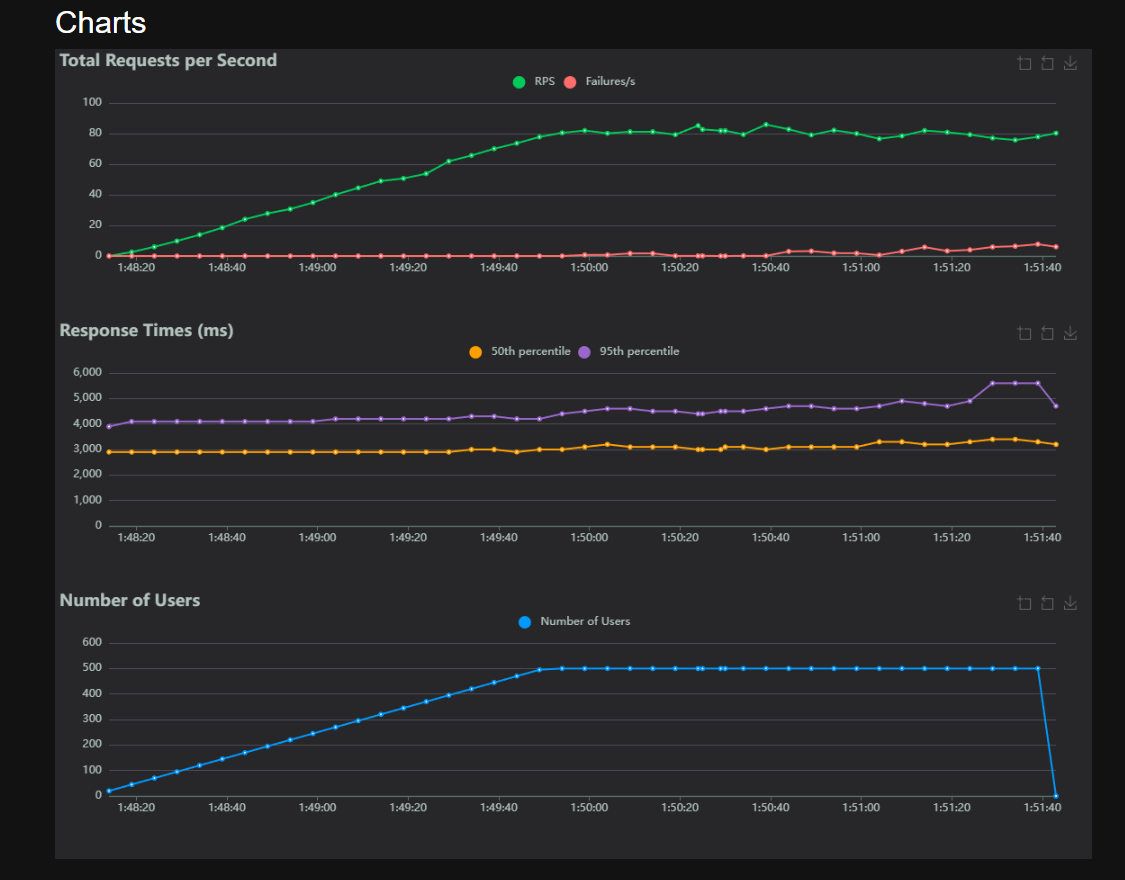 Charts
Total Requests per Second
RPS Failures/s
100
80
60
40
20
0
1:48:20 1:48:40 1:49:00 1:49:20 1:49:40 1:50:00 1:50:20 1:50:40 1:51:00 1:51:20 1:51:40
Response Times (ms)
50th percentile 95th percentile
6,000
5,000
4,000
3,000
2,000
1,000
0
1:48:20 1:48:40 1:49:00 1:49:20 1:49:40 1:50:00 1:50:20 1:50:40 1:51:00 1:51:20 1:51:40
Number of Users
Number of Users
600
500
400
300
200
100
0
1:48:20 1:48:40 1:49:00 1:49:20 1:49:40 1:50:00 1:50:20 1:50:40 1:51:00 1:51:20 1:51:40